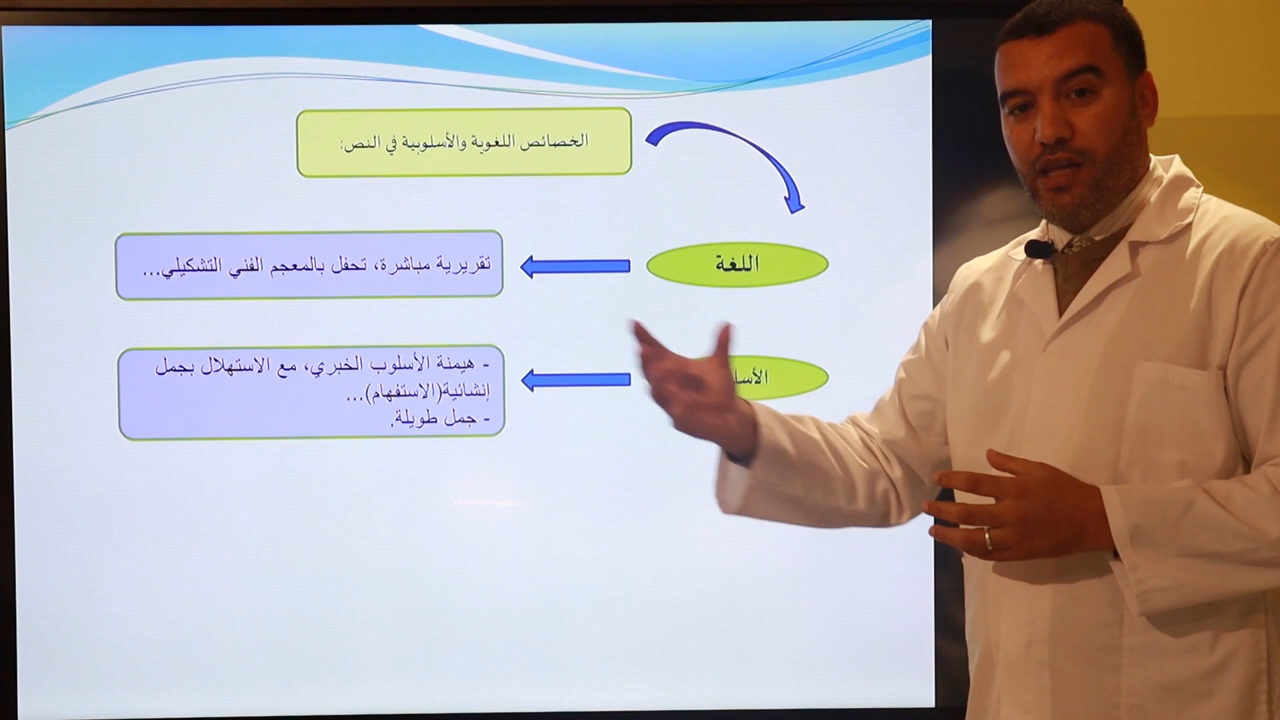 الخصائص اللغوية والأسلوبية في النص:
اللغة
تقريرية مباشرة، تحفل بالمعجم الفني التشكيلي...
- هيمنة الأسلوب الخبري، مع الاستهلال بجمل
إنشائية(الاستفهام)...
- جمل طويلة.